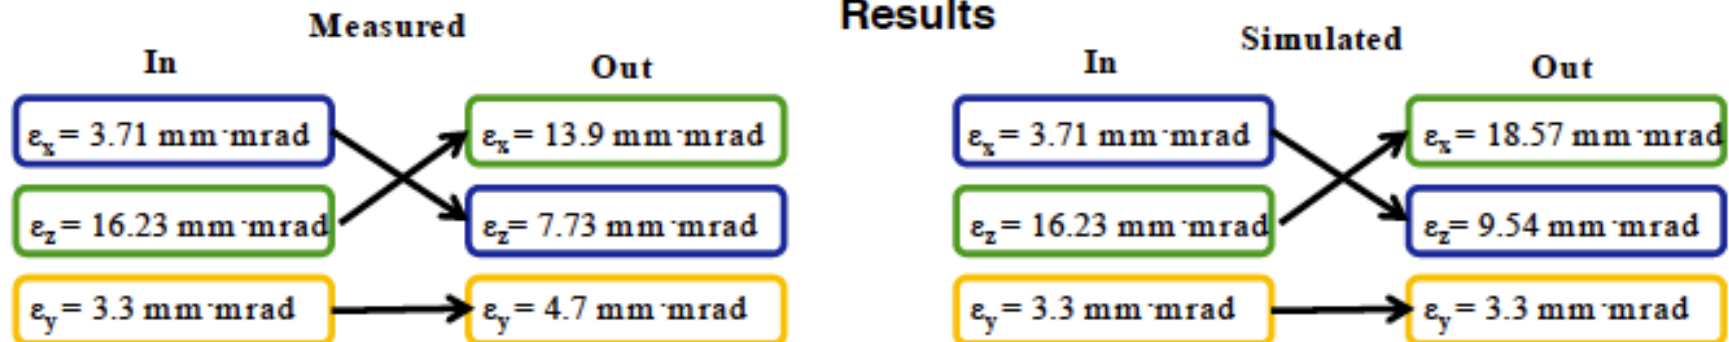 Results
Measured
In
Out
εx = 3.71 mm·mrad
εx = 13.9 mm·mrad
εz = 16.23 mm·mrad
εz= 7.73 mm·mrad
εy = 3.3 mm·mrad
εy = 4.7 mm·mrad
Simulated
In
Out
εx = 3.71 mm·mrad
εx = 18.57 mm·mrad
εz = 16.23 mm·mrad
εz= 9.54 mm·mrad
εy = 3.3 mm·mrad
εy = 3.3 mm·mrad